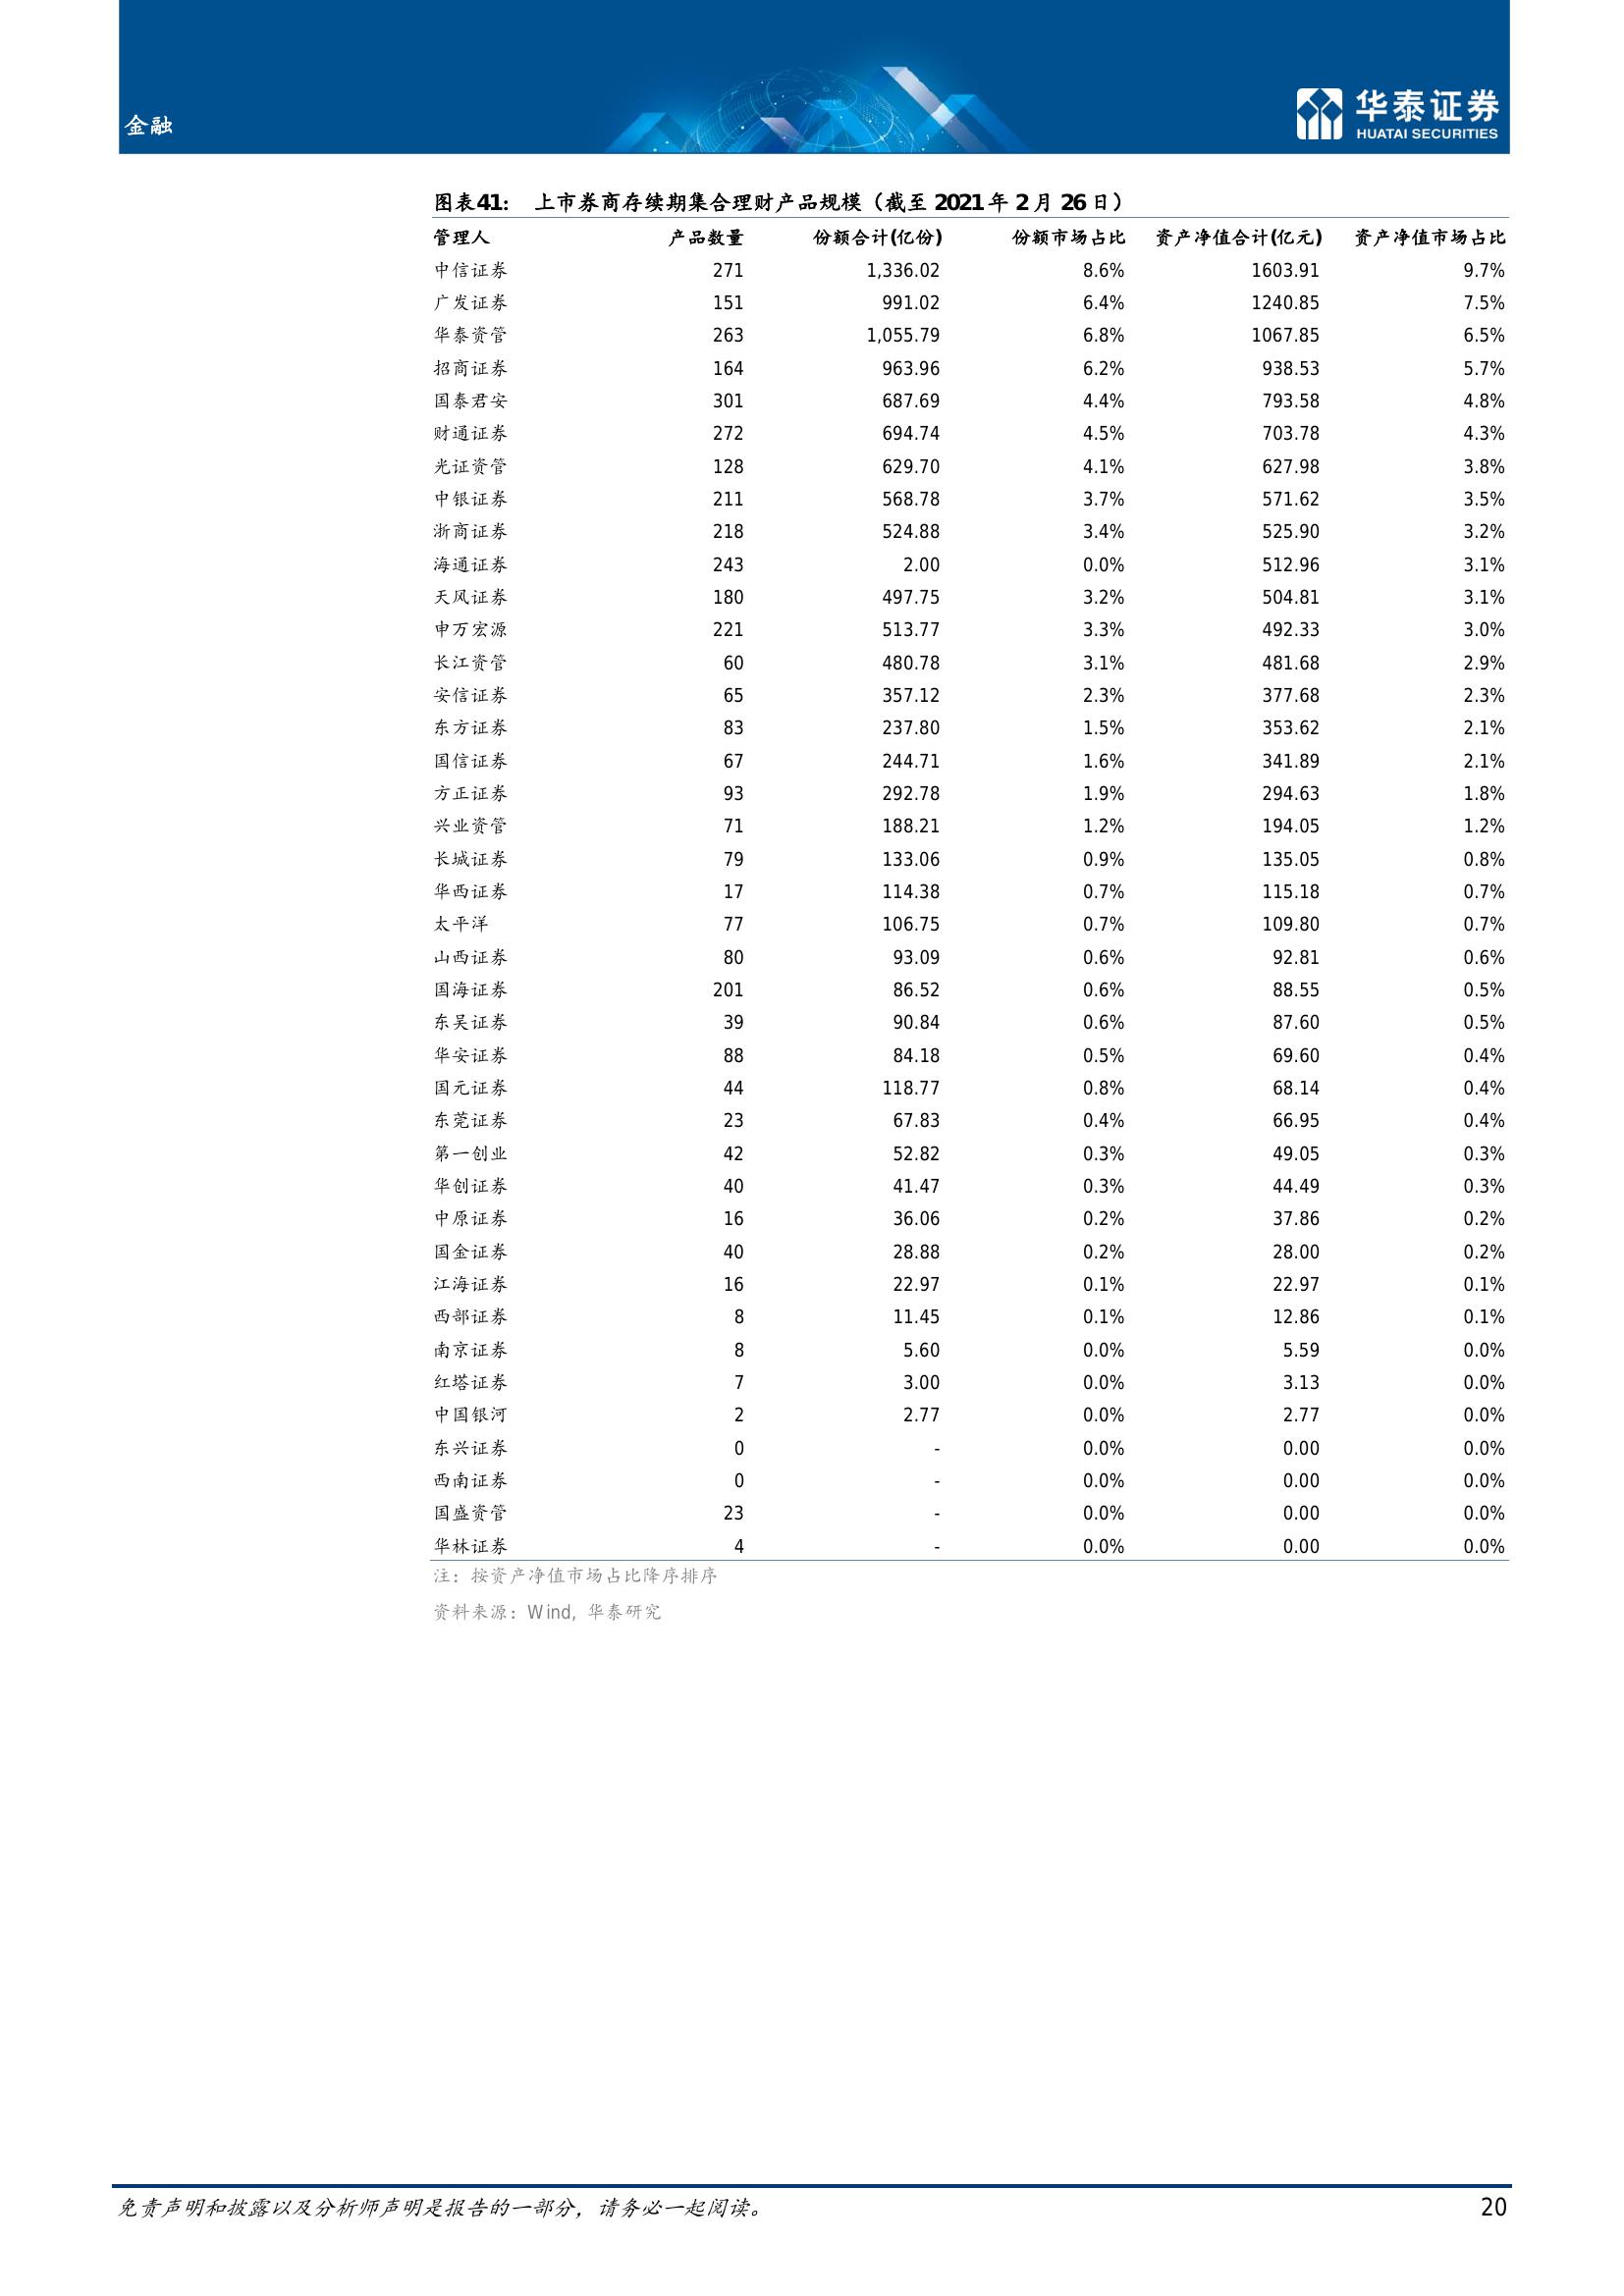 金融
华泰证券
HUATAI SECURITIES
图表41： 上市券商存续期集合理财产品规模（截至 2021 年 2 月 26 日）
管理人 产品数量 份额合计(亿份) 份额市场占比 资产净值合计(亿元) 资产净值市场占比
中信证券 271 1,336.02 8.6% 1603.91 9.7%
广发证券 151 991.02 6.4% 1240.85 7.5%
华泰资管 263 1,055.79 6.8% 1067.85 6.5%
招商证券 164 963.96 6.2% 938.53 5.7%
国泰君安 301 687.69 4.4% 793.58 4.8%
财通证券 272 694.74 4.5% 703.78 4.3%
光证资管 128 629.70 4.1% 627.98 3.8%
中银证券 211 568.78 3.7% 571.62 3.5%
浙商证券 218 524.88 3.4% 525.90 3.2%
海通证券 243 2.00 0.0% 512.96 3.1%
天风证券 180 497.75 3.2% 504.81 3.1%
申万宏源 221 513.77 3.3% 492.33 3.0%
长江资管 60 480.78 3.1% 481.68 2.9%
安信证券 65 357.12 2.3% 377.68 2.3%
东方证券 83 237.80 1.5% 353.62 2.1%
国信证券 67 244.71 1.6% 341.89 2.1%
方正证券 93 292.78 1.9% 294.63 1.8%
兴业资管 71 188.21 1.2% 194.05 1.2%
长城证券 79 133.06 0.9% 135.05 0.8%
华西证券 17 114.38 0.7% 115.18 0.7%
太平洋 77 106.75 0.7% 109.80 0.7%
山西证券 80 93.09 0.6% 92.81 0.6%
国海证券 201 86.52 0.6% 88.55 0.5%
东吴证券 39 90.84 0.6% 87.60 0.5%
华安证券 88 84.18 0.5% 69.60 0.4%
国元证券 44 118.77 0.8% 68.14 0.4%
东莞证券 23 67.83 0.4% 66.95 0.4%
第一创业 42 52.82 0.3% 49.05 0.3%
华创证券 40 41.47 0.3% 44.49 0.3%
中原证券 16 36.06 0.2% 37.86 0.2%
国金证券 40 28.88 0.2% 28.00 0.2%
江海证券 16 22.97 0.1% 22.97 0.1%
西部证券 8 11.45 0.1% 12.86 0.1%
南京证券 8 5.60 0.0% 5.59 0.0%
红塔证券 7 3.00 0.0% 3.13 0.0%
中国银河 2 2.77 0.0% 2.77 0.0%
东兴证券 0 - 0.0% 0.00 0.0%
西南证券 0 - 0.0% 0.00 0.0%
国盛资管 23 - 0.0% 0.00 0.0%
华林证券 4 - 0.0% 0.00 0.0%
注：按资产净值市场占比降序排序
资料来源：Wind, 华泰研究
免责声明和披露以及分析师声明是报告的一部分，请务必一起阅读。 20